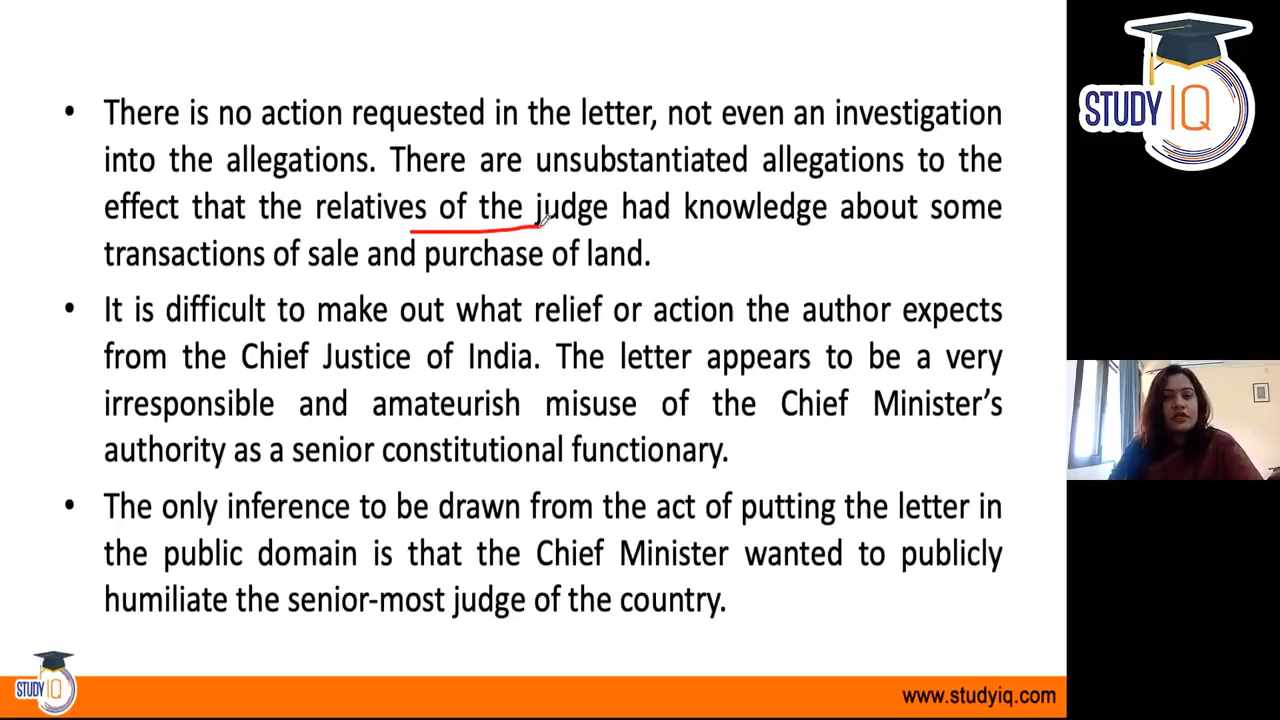 STUDY IQ
• There is no action requested in the letter, not even an investigation
into the allegations. There are unsubstantiated allegations to the
effect that the relatives of the judge had knowledge about some
transactions of sale and purchase of land.
• It is difficult to make out what relief or action the author expects
from the Chief Justice of India. The letter appears to be a very
irresponsible and amateurish misuse of the Chief Minister’s
authority as a senior constitutional functionary.
• The only inference to be drawn from the act of putting the letter in
the public domain is that the Chief Minister wanted to publicly
humiliate the senior-most judge of the country.
STUDY IQ
www.studyiq.com